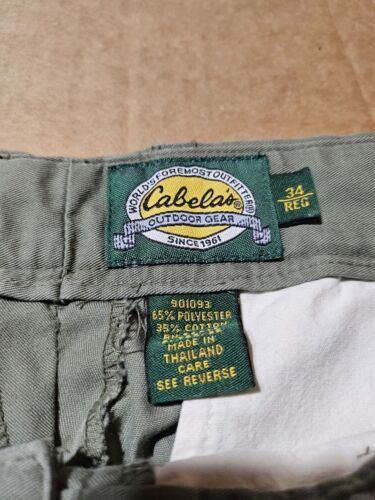 WORLD'S FOREMOST OUTFITTER®
Cabela's®
OUTDOOR GEAR
SINCE 1961
34
REG
901093
65% POLYESTER
35% COTTON
MADE IN
THAILAND
CARE
SEE REVERSE